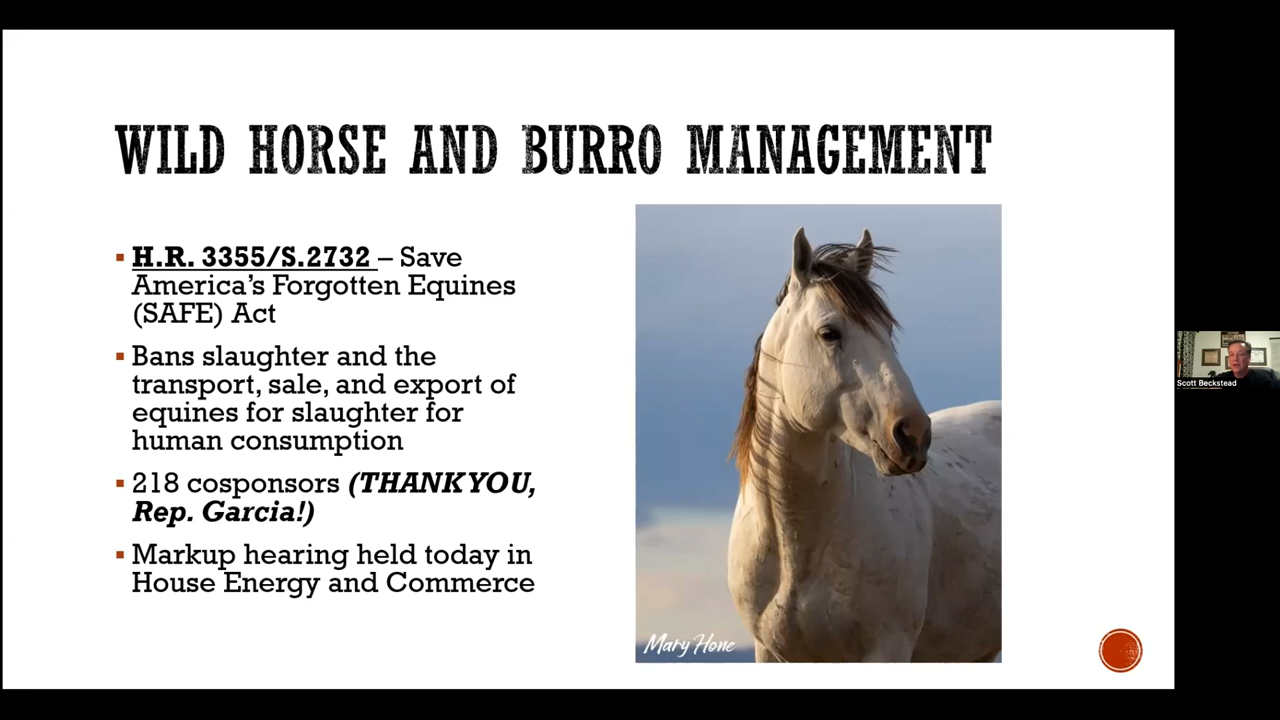 WILD HORSE AND BURRO MANAGEMENT
▪ H.R. 3355/S.2732 – Save
America's Forgotten Equines
(SAFE) Act
▪ Bans slaughter and the
transport, sale, and export of
equines for slaughter for
human consumption
▪ 218 cosponsors (THANK YOU,
Rep. Garcia!)
▪ Markup hearing held today in
House Energy and Commerce
Mary Hone
Scott Beckstead